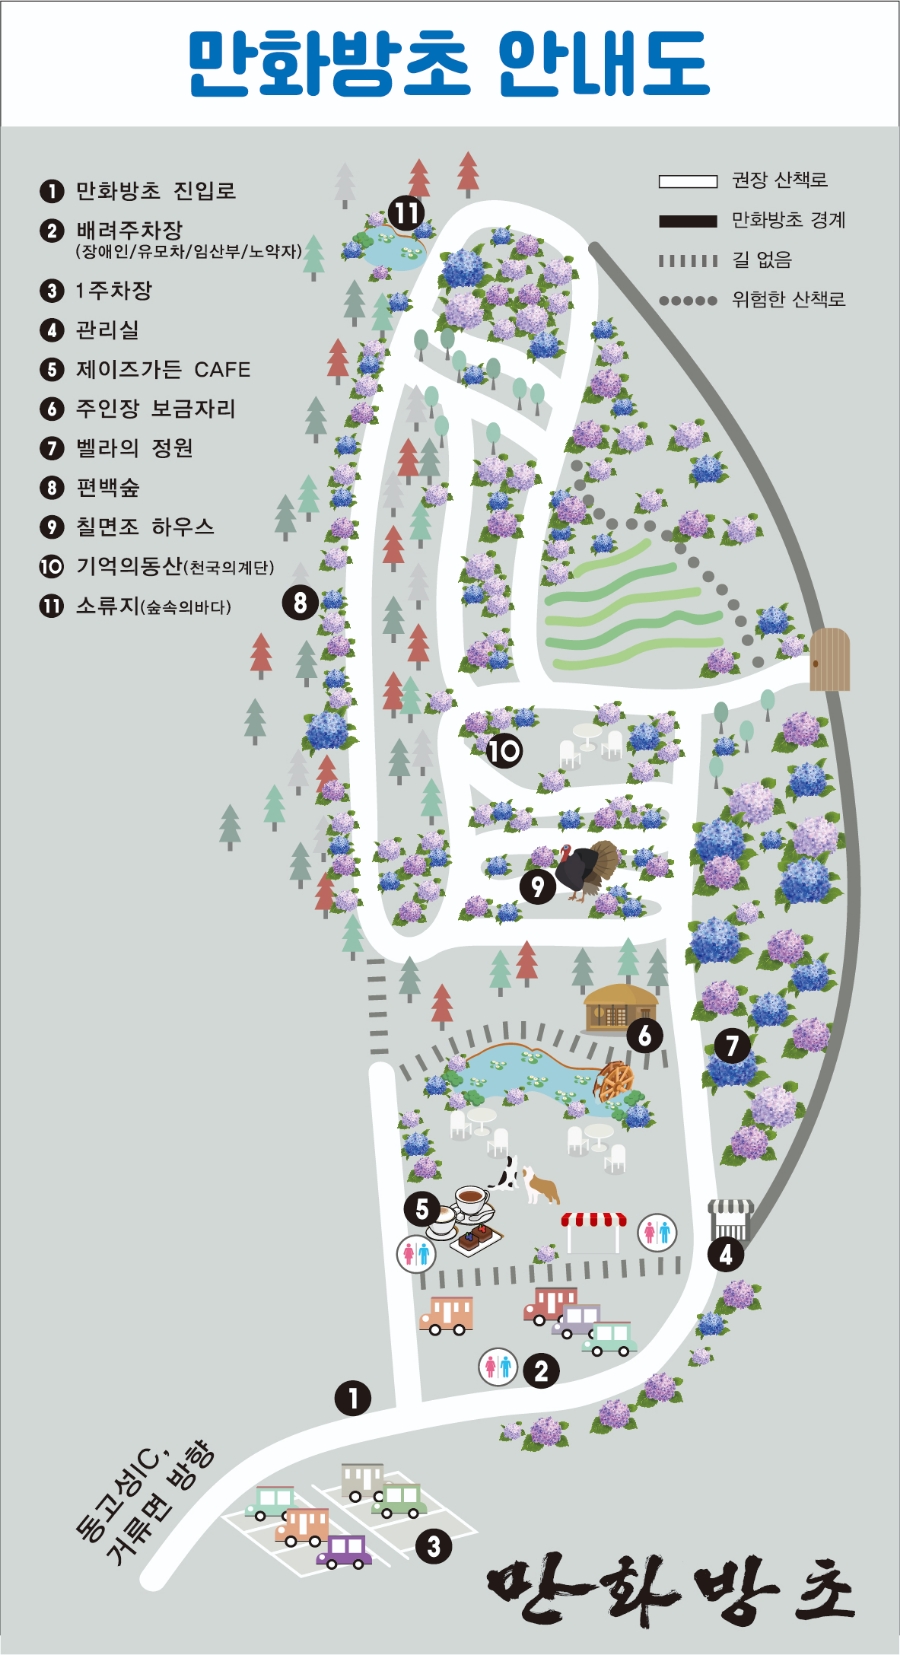 만화방초 안내도
1 만화방초 진입로
2 배려주차장
(장애인/유모차/임산부/노약자)
3 1주차장
4 관리실
5 제이즈가든 CAFE
6 주인장 보금자리
7 벨라의 정원
8 편백숲
9 칠면조 하우스
10 기억의동산(천국의계단)
11 소류지(숲속의바다)
권장 산책로
만화방초 경계
길 없음
위험한 산책로
11
8
10
9
6
7
5
4
2
1
3
동고성IC,
거류면 방향
만화방초